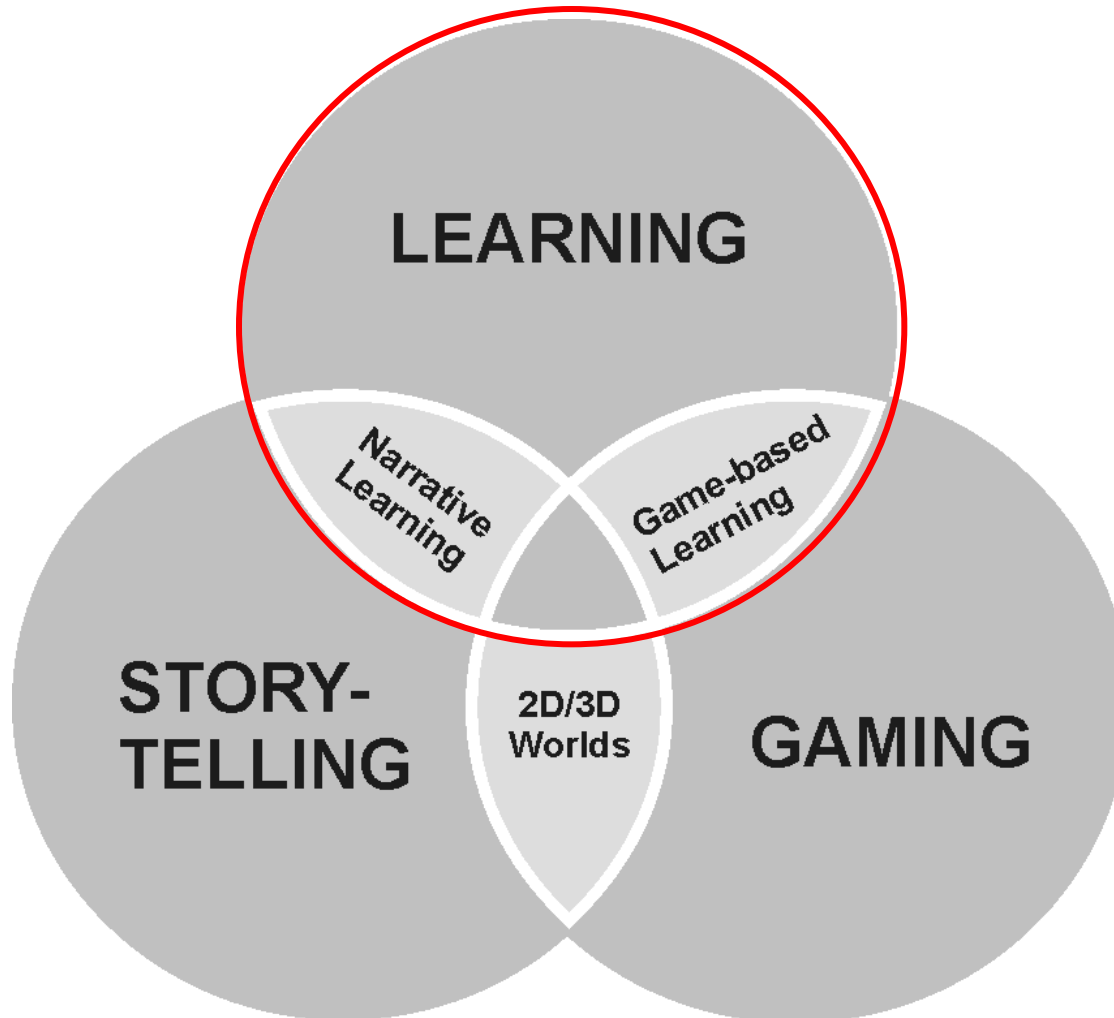 LEARNING
Narrative
Learning
Game-based
Learning
STORY-
TELLING
2D/3D
Worlds
GAMING